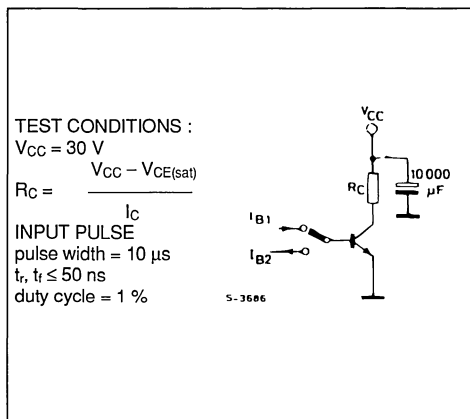 TEST CONDITIONS :
VCC = 30 V
RC = VCC – VCE(sat)
IC
INPUT PULSE
pulse width = 10 µs
tr, tf ≤ 50 ns
duty cycle = 1 %
VCC
RC
10 000
µF
IB1
IB2
S-3686